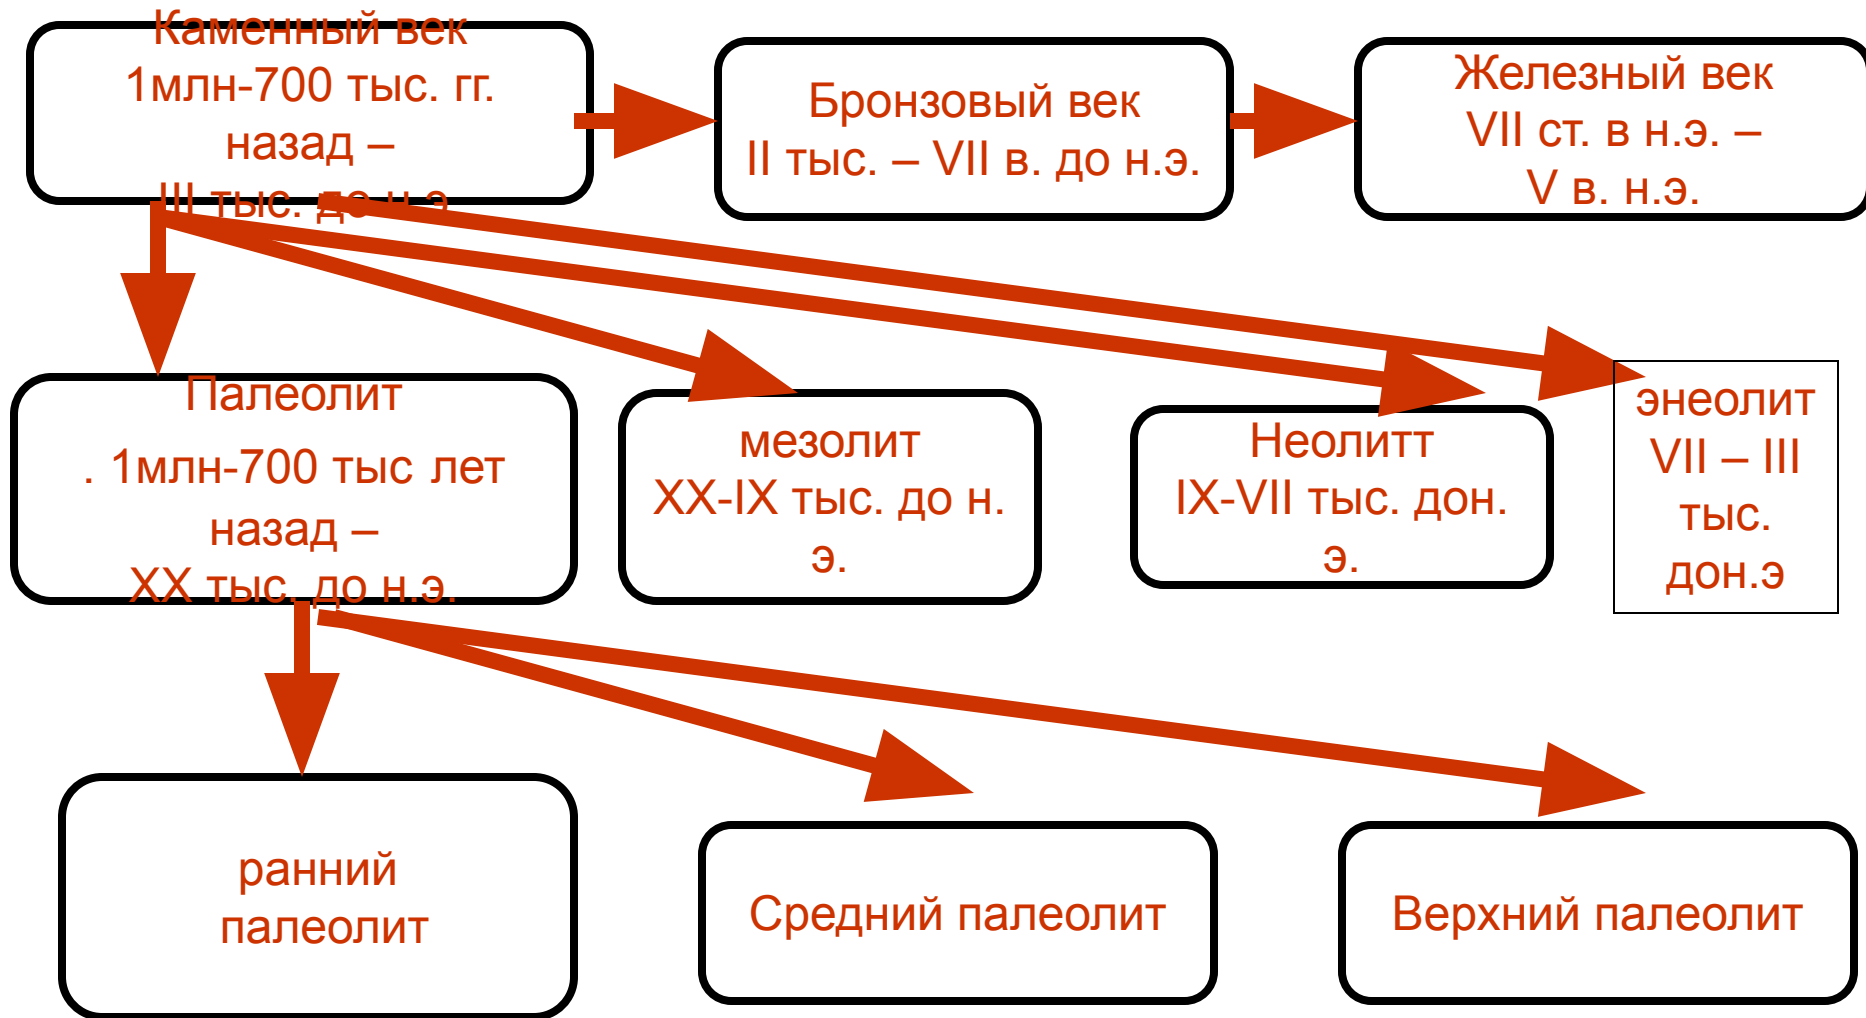 Каменный век
1млн-700 тыс. гг.
назад –
III тыс. до н.э
Бронзовый век
II тыс. – VII в. до н.э.
Железный век
VII ст. в н.э. –
V в. н.э.
Палеолит
. 1млн-700 тыс лет
назад –
XX тыс. до н.э.
мезолит
XX-IX тыс. до н.
э.
Неолитт
IX-VII тыс. дон.
э.
энеолит
VII – III
тыс.
дон.э
ранний
палеолит
Средний палеолит
Верхний палеолит